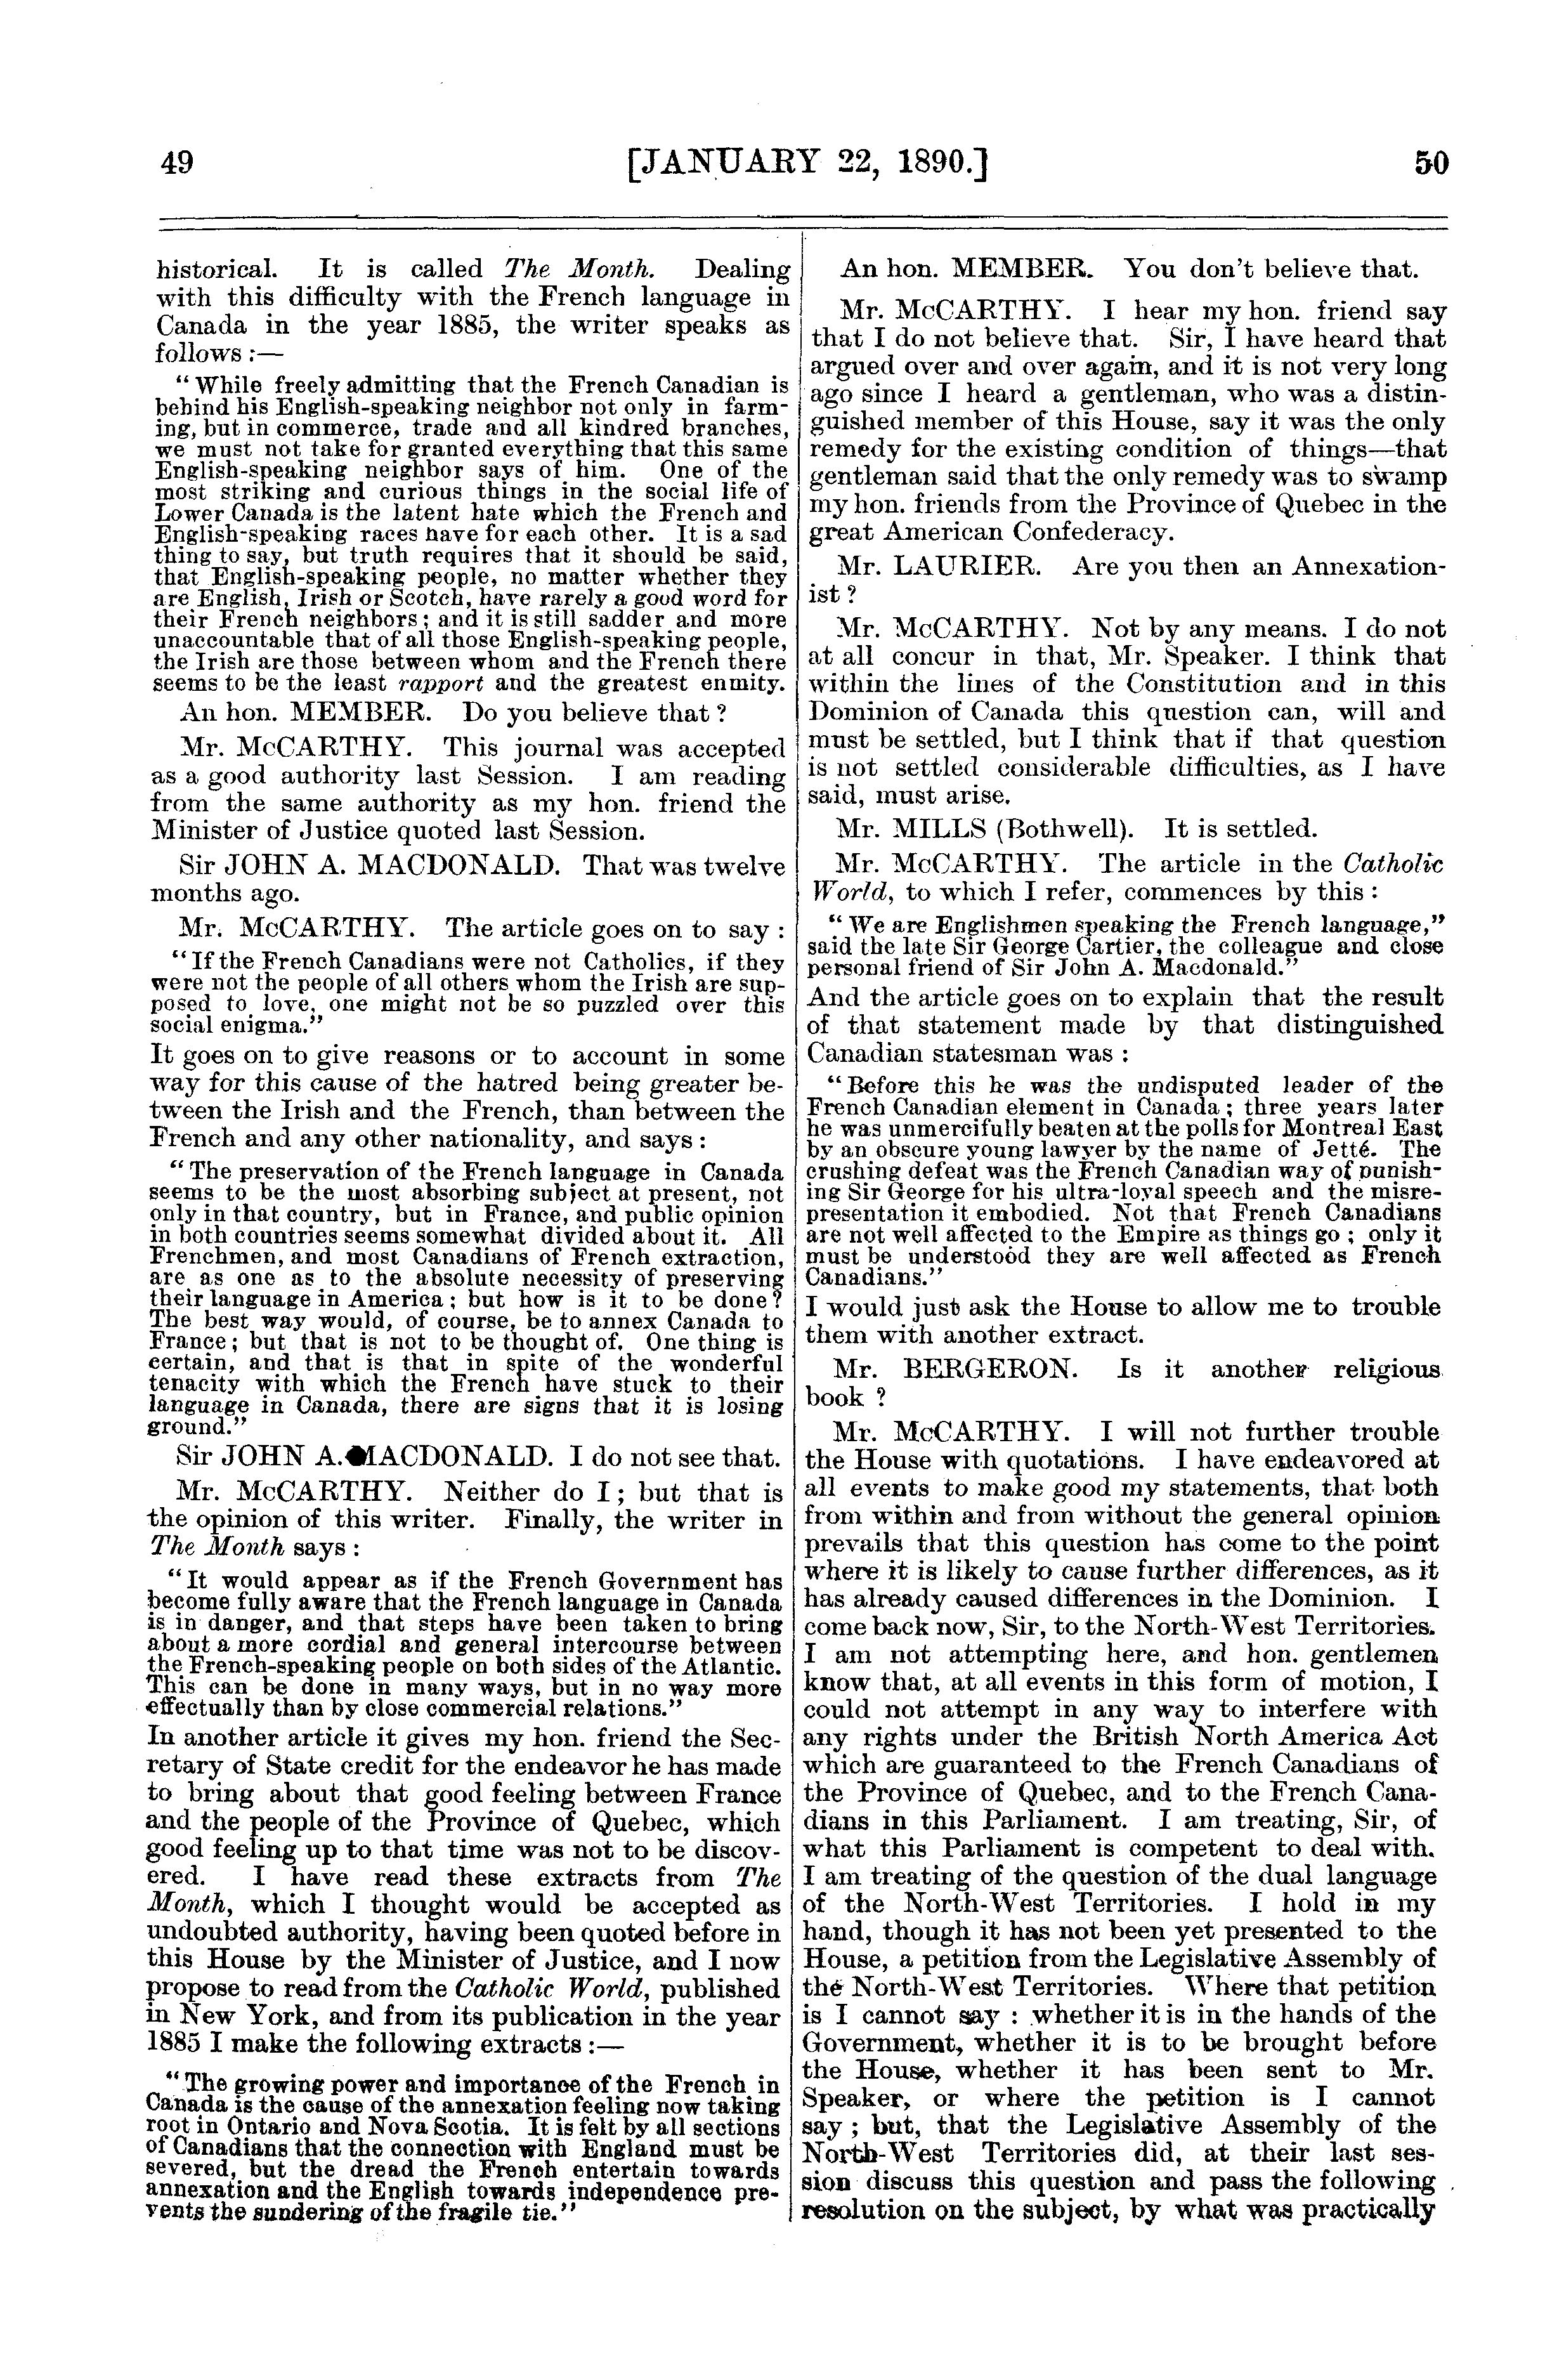 49
[JANUARY 22, 1890.]
50
historical. It is called The Month. Dealing
with this difficulty with the French language in
Canada in the year 1885, the writer speaks as
follows :—
"While freely admitting that the French Canadian is
behind his English-speaking neighbor not only in farm-
ing, but in commerce, trade and all kindred branches,
we must not take for granted everything that this same
English-speaking neighbor says of him. One of the
most striking and curious things in the social life of
Lower Canada is the latent hate which the French and
English-speaking races have for each other. It is a sad
thing to say, but truth requires that it should be said,
that English-speaking people, no matter whether they
are English, Irish or Scotch, have rarely a good word for
their French neighbors; and it is still sadder and more
unaccountable that of all those English-speaking people,
the Irish are those between whom and the French there
seems to be the least rapport and the greatest enmity.
An hon. MEMBER. Do you believe that ?
Mr. McCARTHY. This journal was accepted
as a good authority last Session. I am reading
from the same authority as my hon. friend the
Minister of Justice quoted last Session.
Sir JOHN A. MACDONALD. That was twelve
months ago.
Mr. McCARTHY. The article goes on to say :
"If the French Canadians were not Catholics, if they
were not the people of all others whom the Irish are sup-
posed to love, one might not be so puzzled over this
social enigma."
It goes on to give reasons or to account in some
way for this cause of the hatred being greater be-
tween the Irish and the French, than between the
French and any other nationality, and says :
"The preservation of the French language in Canada
seems to be the most absorbing subject at present, not
only in that country, but in France, and public opinion
in both countries seems somewhat divided about it. All
Frenchmen, and most Canadians of French extraction,
are as one as to the absolute necessity of preserving
their language in America; but how is it to be done?
The best way would, of course, be to annex Canada to
France; but that is not to be thought of. One thing is
certain, and that is that in spite of the wonderful
tenacity with which the French have stuck to their
language in Canada, there are signs that it is losing
ground."
Sir JOHN A. MACDONALD. I do not see that.
Mr. McCARTHY. Neither do I; but that is
the opinion of this writer. Finally, the writer in
The Month says :
"It would appear as if the French Government has
become fully aware that the French language in Canada
is in danger, and that steps have been taken to bring
about a more cordial and general intercourse between
the French-speaking people on both sides of the Atlantic.
This can be done in many ways, but in no way more
effectually than by close commercial relations."
In another article it gives my hon. friend the Sec-
retary of State credit for the endeavor he has made
to bring about that good feeling between France
and the people of the Province of Quebec, which
good feeling up to that time was not to be discov-
ered. I have read these extracts from The
Month, which I thought would be accepted as
undoubted authority, having been quoted before in
this House by the Minister of Justice, and I now
propose to read from the Catholic World, published
in New York, and from its publication in the year
1885 I make the following extracts :—
"The growing power and importance of the French in
Canada is the cause of the annexation feeling now taking
root in Ontario and Nova Scotia. It is felt by all sections
of Canadians that the connection with England must be
severed, but the dread the French entertain towards
annexation and the English towards independence pre-
vents the sundering of the fragile tie."
An hon. MEMBER. You don't believe that.
Mr. McCARTHY. I hear my hon. friend say
that I do not believe that. Sir, I have heard that
argued over and over again, and it is not very long
ago since I heard a gentleman, who was a distin-
guished member of this House, say it was the only
remedy for the existing condition of things—that
gentleman said that the only remedy was to swamp
my hon. friends from the Province of Quebec in the
great American Confederacy.
Mr. LAURIER. Are you then an Annexation-
ist ?
Mr. McCARTHY. Not by any means. I do not
at all concur in that, Mr. Speaker. I think that
within the lines of the Constitution and in this
Dominion of Canada this question can, will and
must be settled, but I think that if that question
is not settled considerable difficulties, as I have
said, must arise.
Mr. MILLS (Bothwell). It is settled.
Mr. McCARTHY. The article in the Catholic
World, to which I refer, commences by this :
"We are Englishmen speaking the French language,"
said the late Sir George Cartier, the colleague and close
personal friend of Sir John A. Macdonald."
And the article goes on to explain that the result
of that statement made by that distinguished
Canadian statesman was :
"Before this he was the undisputed leader of the
French Canadian element in Canada; three years later
he was unmercifully beaten at the polls for Montreal East
by an obscure young lawyer by the name of Jetté. The
crushing defeat was the French Canadian way of punish-
ing Sir George for his ultra-loyal speech and the misre-
presentation it embodied. Not that French Canadians
are not well affected to the Empire as things go ; only it
must be understood they are well affected as French
Canadians."
I would just ask the House to allow me to trouble
them with another extract.
Mr. BERGERON. Is it another religious
book ?
Mr. McCARTHY. I will not further trouble
the House with quotations. I have endeavored at
all events to make good my statements, that both
from within and from without the general opinion
prevails that this question has come to the point
where it is likely to cause further differences, as it
has already caused differences in the Dominion. I
come back now, Sir, to the North-West Territories.
I am not attempting here, and hon. gentlemen
know that, at all events in this form of motion, I
could not attempt in any way to interfere with
any rights under the British North America Act
which are guaranteed to the French Canadians of
the Province of Quebec, and to the French Cana-
dians in this Parliament. I am treating, Sir, of
what this Parliament is competent to deal with.
I am treating of the question of the dual language
of the North-West Territories. I hold in my
hand, though it has not been yet presented to the
House, a petition from the Legislative Assembly of
the North-West Territories. Where that petition
is I cannot say : whether it is in the hands of the
Government, whether it is to be brought before
the House, whether it has been sent to Mr.
Speaker, or where the petition is I cannot
say ; but, that the Legislative Assembly of the
North-West Territories did, at their last ses-
sion discuss this question and pass the following
resolution on the subject, by what was practically